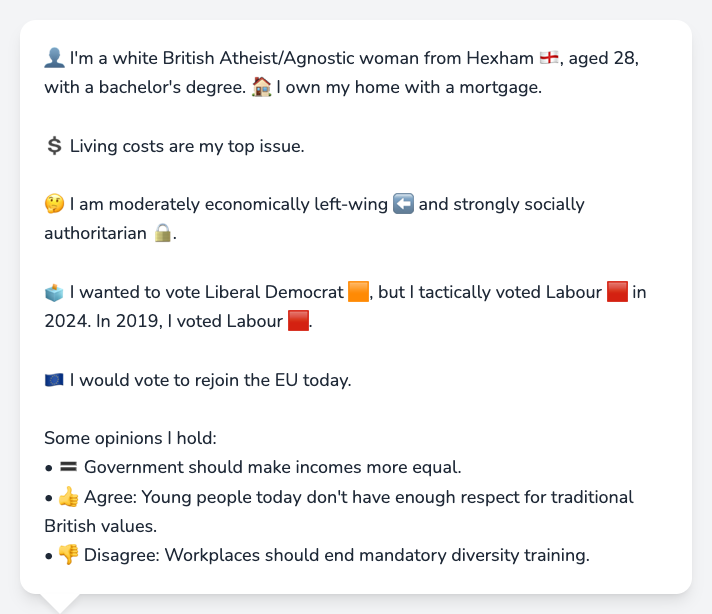 👤 I'm a white British Atheist/Agnostic woman from Hexham 🏴󠁧󠁢󠁥󠁮󠁧󠁿, aged 28,
with a bachelor's degree. 🏠 I own my home with a mortgage.
💲 Living costs are my top issue.
🤔 I am moderately economically left-wing ⬅️ and strongly socially
authoritarian 🔒.
🗳️ I wanted to vote Liberal Democrat 🟧, but I tactically voted Labour 🟥 in
2024. In 2019, I voted Labour 🟥.
🇪🇺 I would vote to rejoin the EU today.
Some opinions I hold:
• 🟰 Government should make incomes more equal.
• 👍 Agree: Young people today don't have enough respect for traditional
British values.
• 👎 Disagree: Workplaces should end mandatory diversity training.